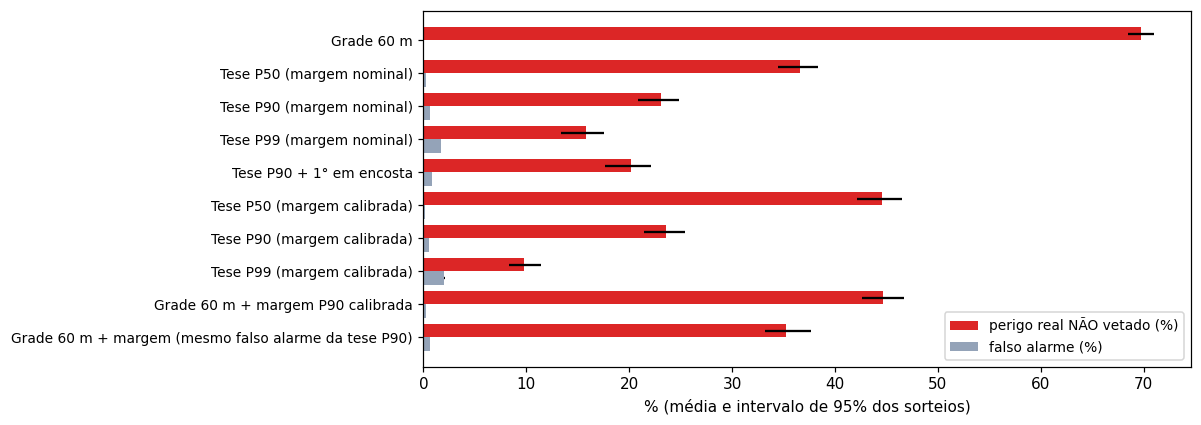 Grade 60 m
Tese P50 (margem nominal)
Tese P90 (margem nominal)
Tese P99 (margem nominal)
Tese P90 + 1° em encosta
Tese P50 (margem calibrada)
Tese P90 (margem calibrada)
Tese P99 (margem calibrada)
Grade 60 m + margem P90 calibrada
Grade 60 m + margem (mesmo falso alarme da tese P90)
perigo real NÃO vetado (%)
falso alarme (%)
0 10 20 30 40 50 60 70
% (média e intervalo de 95% dos sorteios)